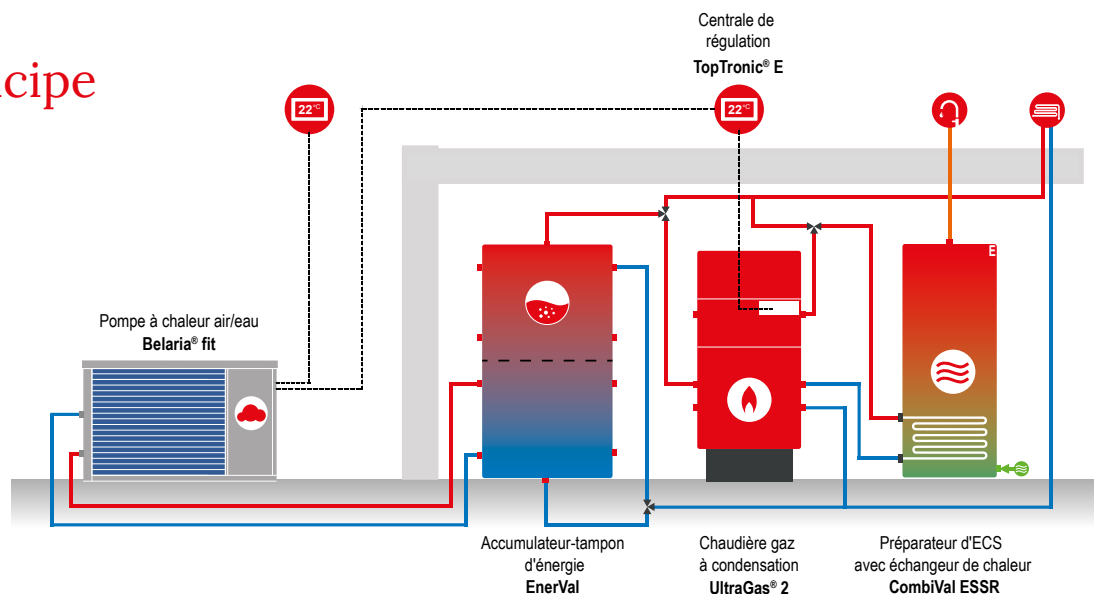 cipe
Centrale de
régulation
TopTronic® E
22°C
22°C
1
E
Pompe à chaleur air/eau
Belaria® fit
Accumulateur-tampon
d'énergie
EnerVal
Chaudière gaz
à condensation
UltraGas® 2
Préparateur d'ECS
avec échangeur de chaleur
CombiVal ESSR